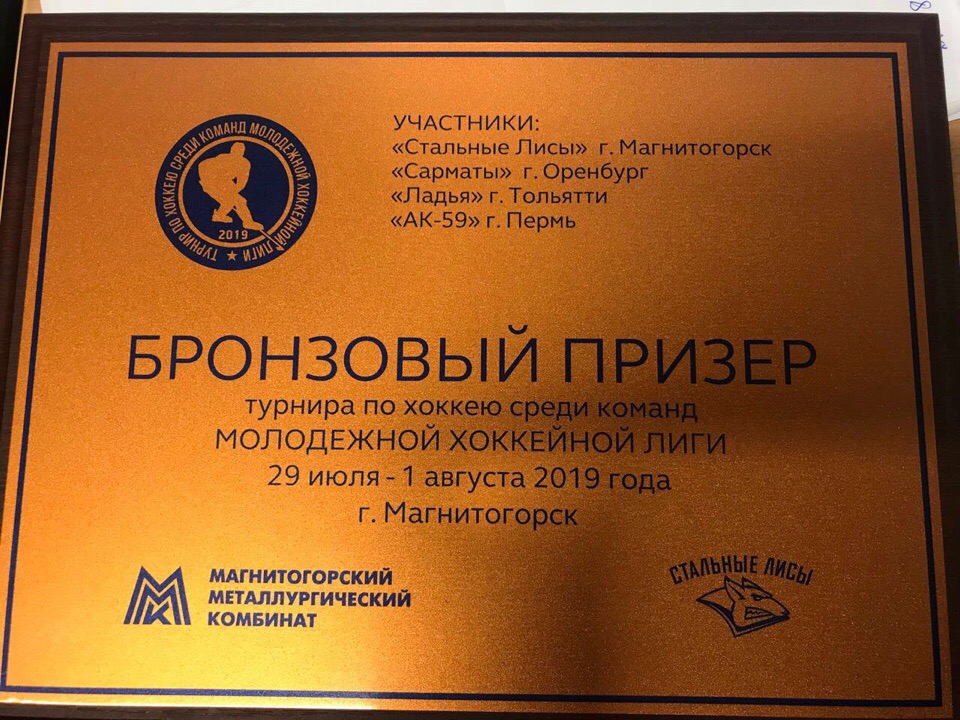 ТУРНИР ПО ХОККЕЮ СРЕДИ КОМАНД МОЛОДЕЖНОЙ ХОККЕЙНОЙ ЛИГИ
2019
УЧАСТНИКИ:
«Стальные Лисы» г. Магнитогорск
«Сарматы» г. Оренбург
«Ладья» г. Тольятти
«АК-59» г. Пермь
БРОНЗОВЫЙ ПРИЗЕР
турнира по хоккею среди команд
МОЛОДЕЖНОЙ ХОККЕЙНОЙ ЛИГИ
29 июля - 1 августа 2019 года
г. Магнитогорск
МАГНИТОГОРСКИЙ
МЕТАЛЛУРГИЧЕСКИЙ
КОМБИНАТ
СТАЛЬНЫЕ ЛИСЫ